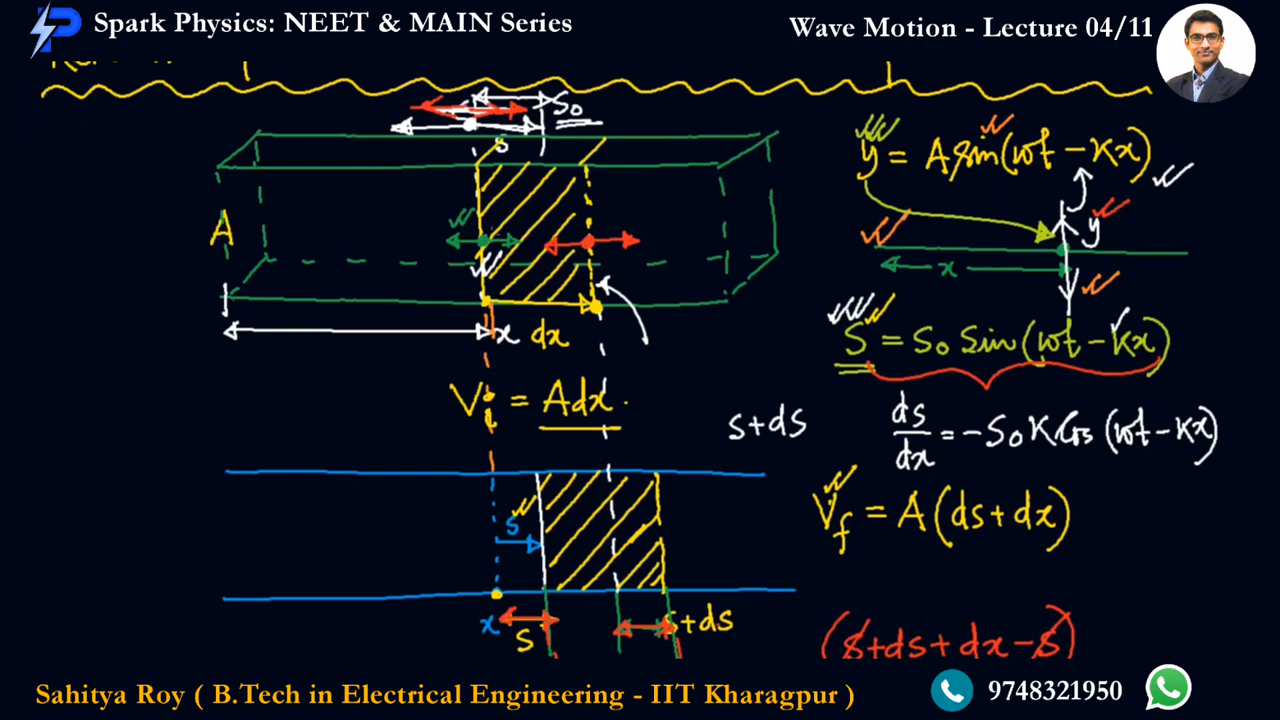 Spark Physics: NEET & MAIN Series
Wave Motion - Lecture 04/11
S₀
S
y = A sin(ωt - Kx)
A
y
x
x
dx
S = S₀ Sin(ωt - Kx)
Vi = Adx.
s+ds
ds/dx = -S₀ K Cos (ωt - Kx)
Vf = A(ds + dx)
S
x
S
S+ds
(S+ds + dx - S)
Sahitya Roy ( B.Tech in Electrical Engineering - IIT Kharagpur )
9748321950